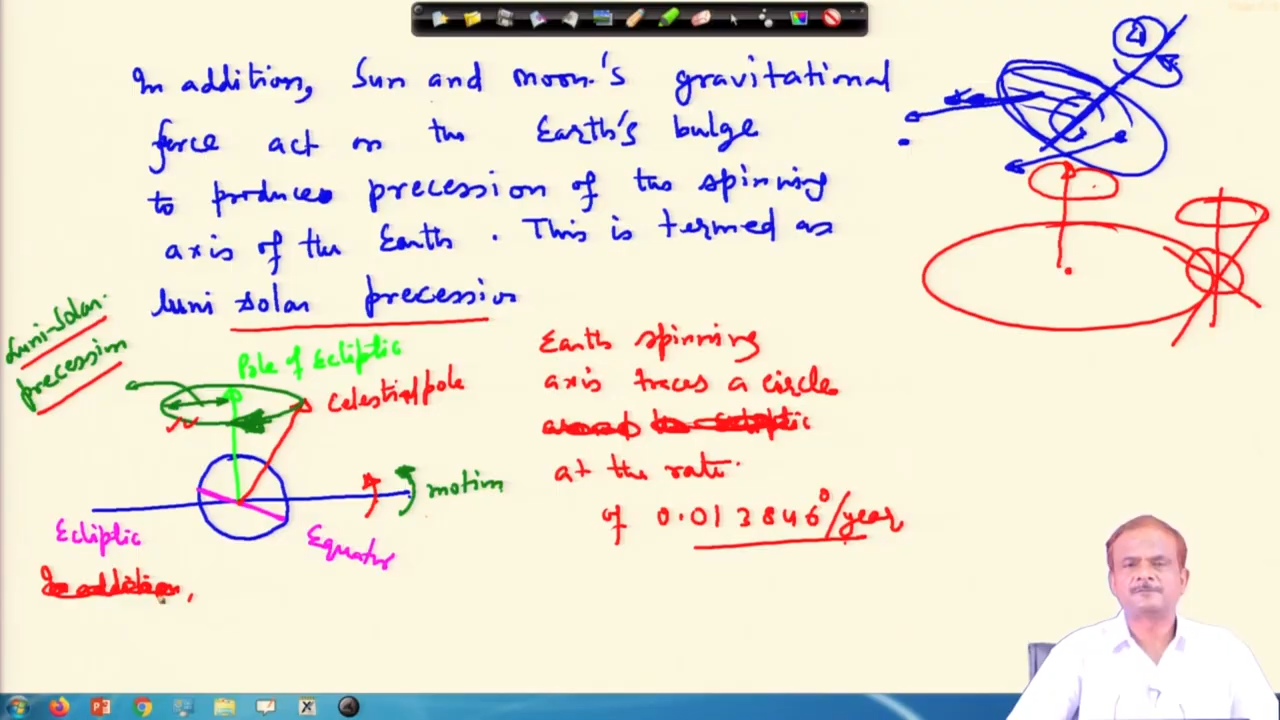 In addition, Sun and moon's gravitational
force act on the Earth's bulge
to produce precession of the spinning
axis of the Earth. This is termed as
luni solar precession
Luni-Solar
precession
Pole of Ecliptic
Celestial pole
motion
Ecliptic
Equator
In addition,
Earth spinning
axis traces a circle
at the rate
of 0.013846°/year